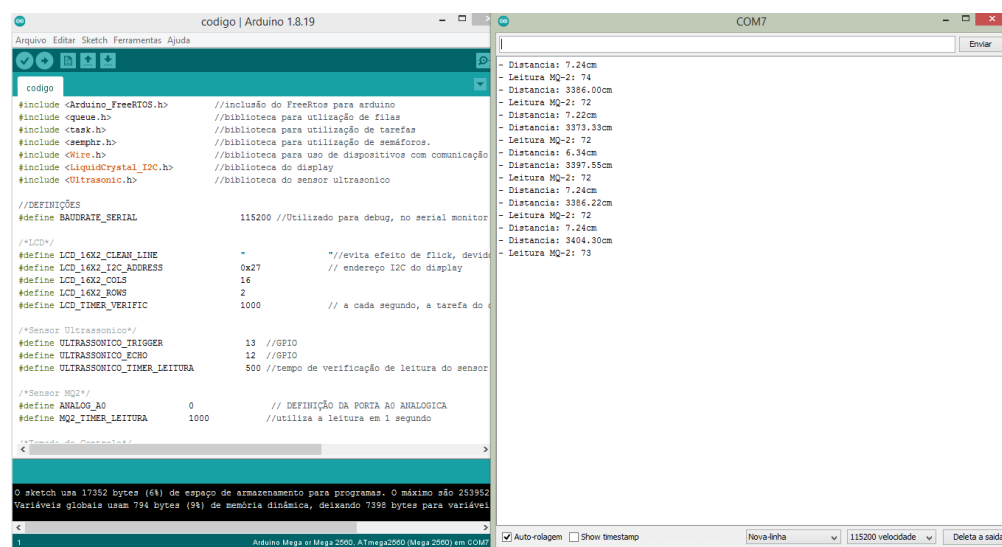 codigo | Arduino 1.8.19
Arquivo Editar Sketch Ferramentas Ajuda
codigo
#include <Arduino_FreeRTOS.h> //inclusão do FreeRtos para arduino
#include <queue.h> //biblioteca para utlização de filas
#include <task.h> //biblioteca para utilização de tarefas
#include <semphr.h> //biblioteca para utilização de semáforos.
#include <Wire.h> //biblioteca para uso de dispositivos com comunicação
#include <LiquidCrystal_I2C.h> //biblioteca do display
#include <Ultrasonic.h> //biblioteca do sensor ultrasonico
//DEFINIÇÕES
#define BAUDRATE_SERIAL 115200 //Utilizado para debug, no serial monitor
/*LCD*/
#define LCD_16X2_CLEAN_LINE " "//evita efeito de flick, devido
#define LCD_16X2_I2C_ADDRESS 0x27 // endereço I2C do display
#define LCD_16X2_COLS 16
#define LCD_16X2_ROWS 2
#define LCD_TIMER_VERIFIC 1000 // a cada segundo, a tarefa do
/*Sensor Ultrassonico*/
#define ULTRASSONICO_TRIGGER 13 //GPIO
#define ULTRASSONICO_ECHO 12 //GPIO
#define ULTRASSONICO_TIMER_LEITURA 500 //tempo de verificação de leitura do sensor
/*Sensor MQ2*/
#define ANALOG_A0 0 // DEFINIÇÃO DA PORTA A0 ANALOGICA
#define MQ2_TIMER_LEITURA 1000 //utiliza a leitura em 1 segundo
O sketch usa 17352 bytes (6%) de espaço de armazenamento para programas. O máximo são 253952
Variáveis globais usam 794 bytes (9%) de memória dinâmica, deixando 7398 bytes para variávei
1 Arduino Mega or Mega 2560, ATmega2560 (Mega 2560) em COM7
COM7
Enviar
- Distancia: 7.24cm
- Leitura MQ-2: 74
- Distancia: 3386.00cm
- Leitura MQ-2: 72
- Distancia: 7.22cm
- Distancia: 3373.33cm
- Leitura MQ-2: 72
- Distancia: 6.34cm
- Distancia: 3397.55cm
- Leitura MQ-2: 72
- Distancia: 7.24cm
- Distancia: 3386.22cm
- Leitura MQ-2: 72
- Distancia: 7.24cm
- Distancia: 3404.30cm
- Leitura MQ-2: 73
Auto-rolagem Show timestamp Nova-linha 115200 velocidade Deleta a saida